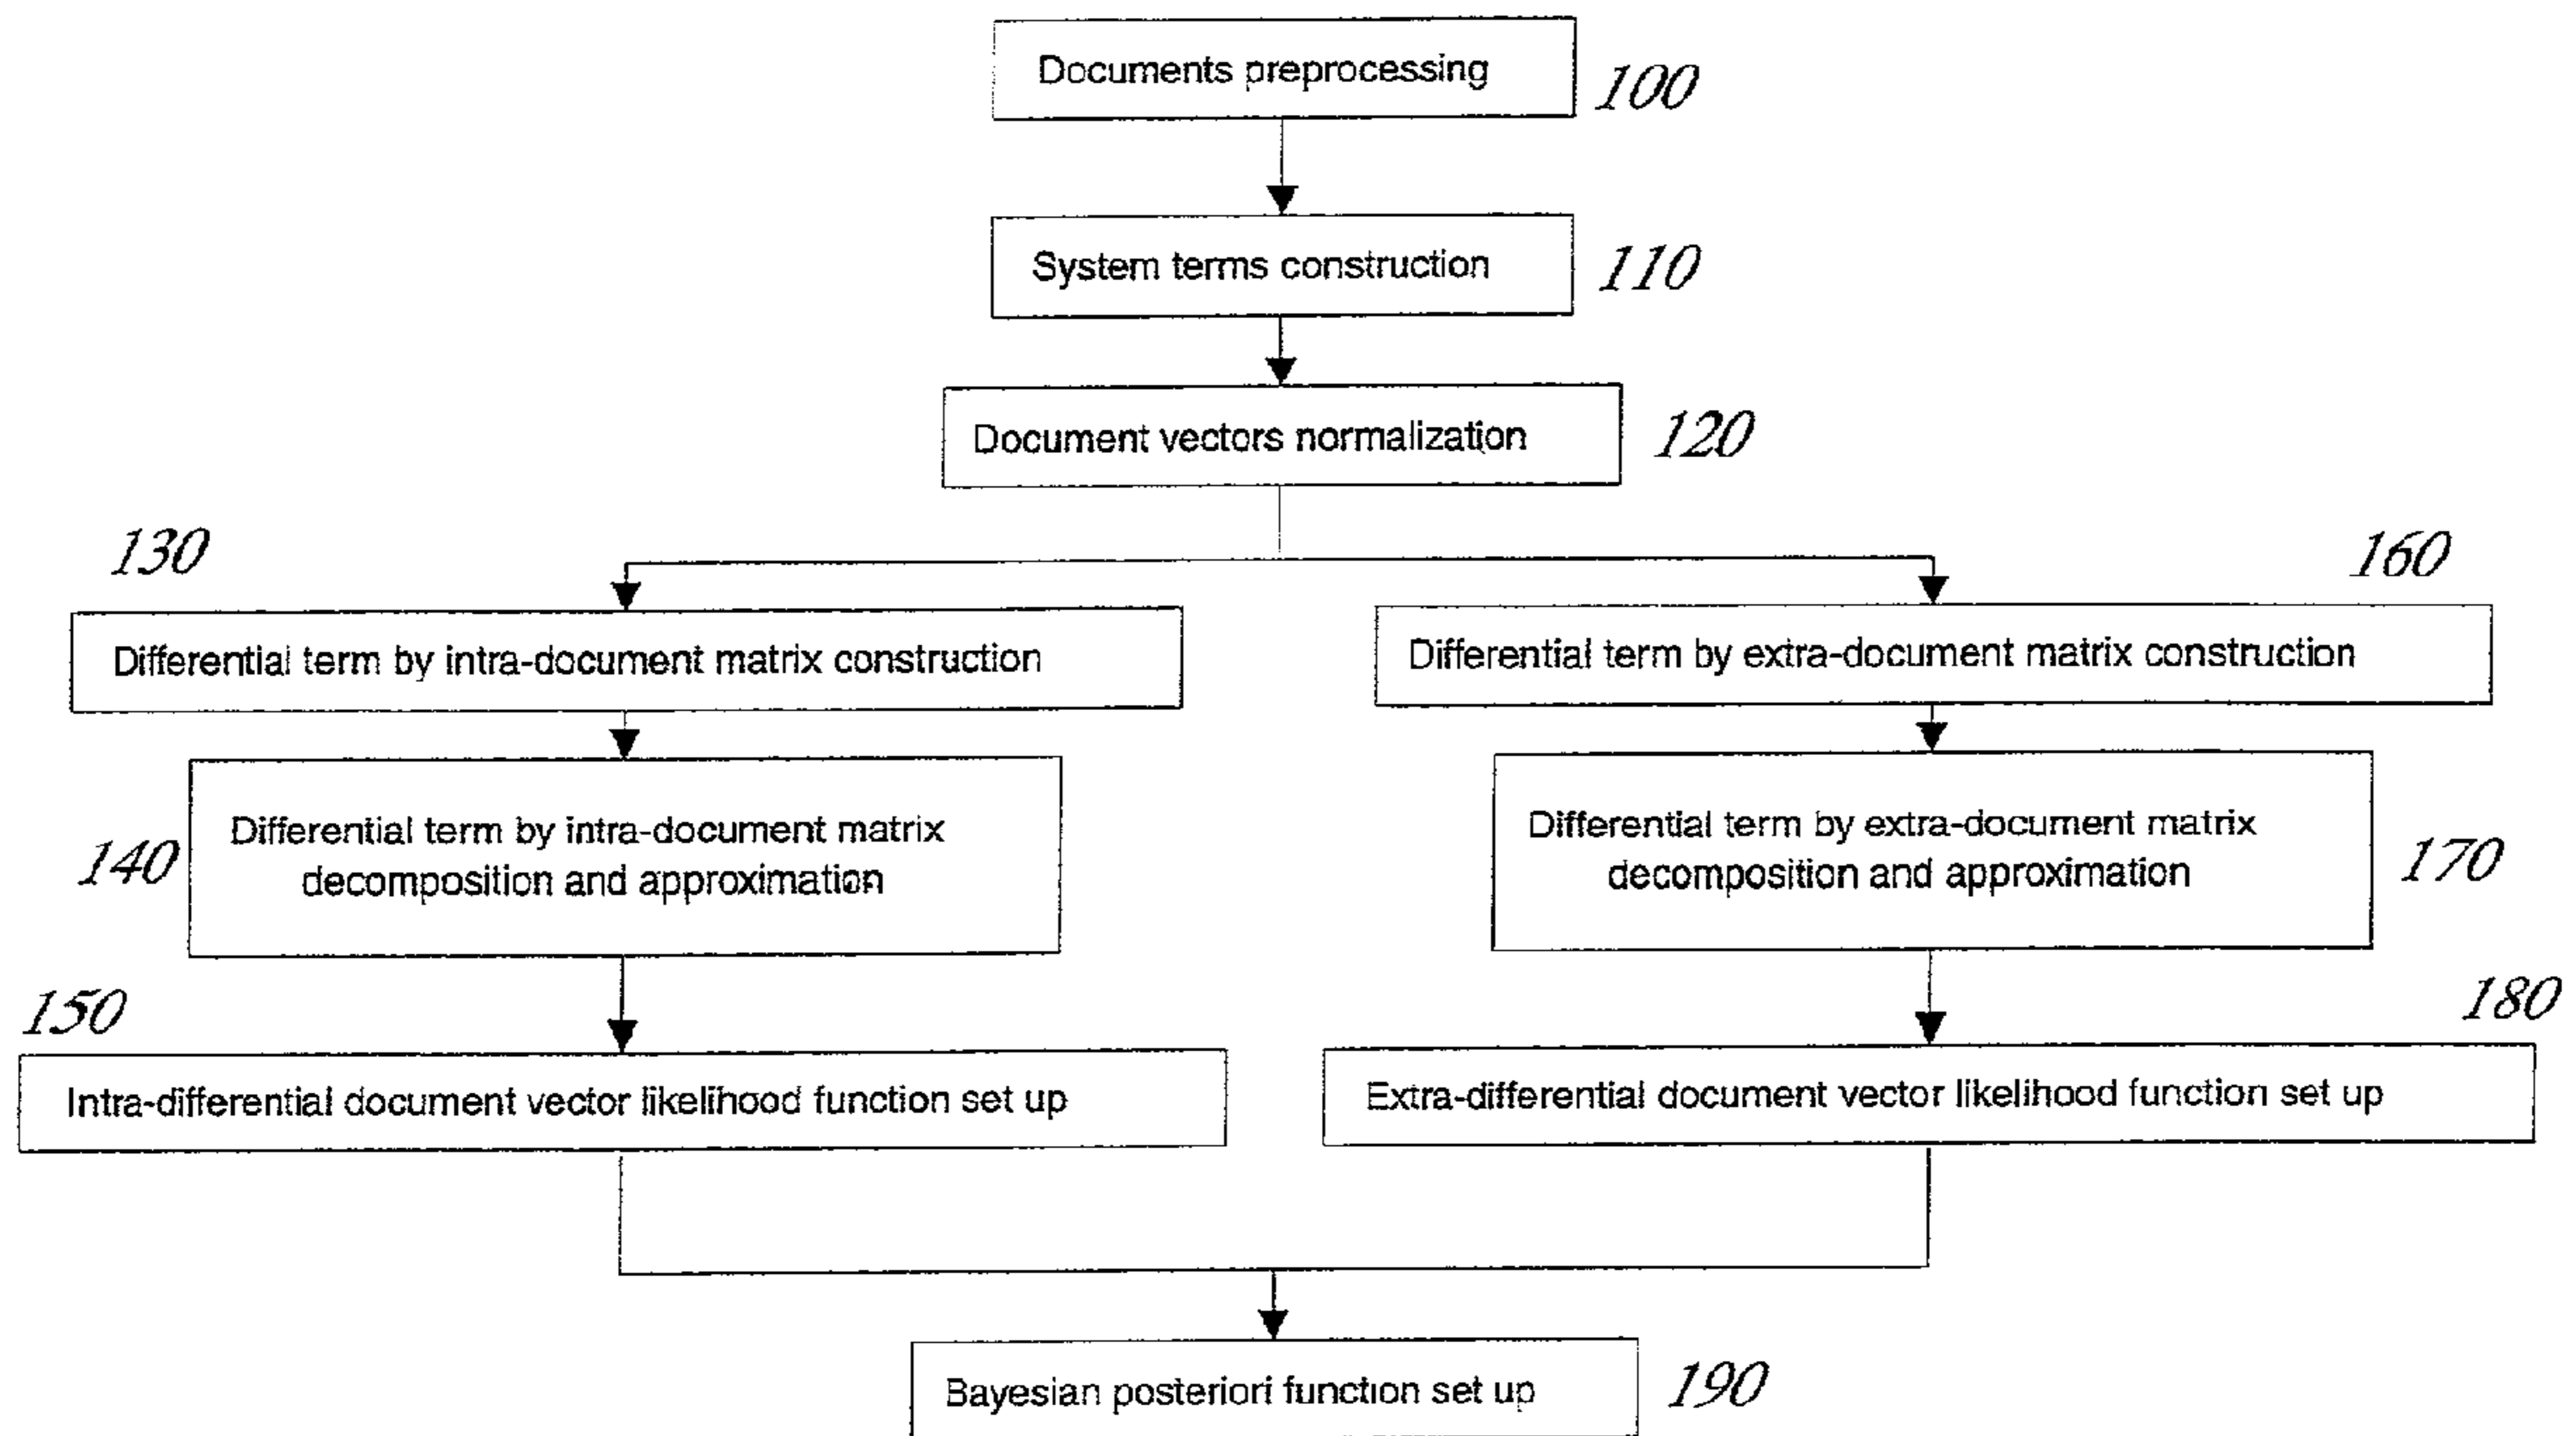 Documents preprocessing
100
System terms construction
110
Document vectors normalization
120
130
160
Differential term by intra-document matrix construction
Differential term by extra-document matrix construction
140
Differential term by intra-document matrix
decomposition and approximation
Differential term by extra-document matrix
decomposition and approximation
170
150
180
Intra-differential document vector likelihood function set up
Extra-differential document vector likelihood function set up
Bayesian posteriori function set up
190